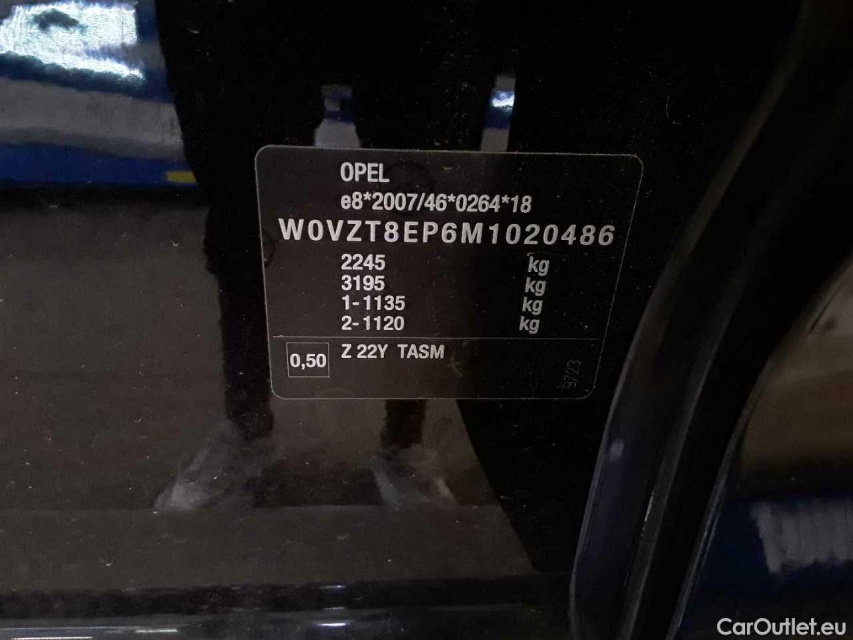 OPEL
e8*2007/46*0264*18
W0VZT8EP6M1020486
2245 kg
3195 kg
1-1135 kg
2-1120 kg
0,50 Z 22Y TASM
9723
CarOutlet.eu